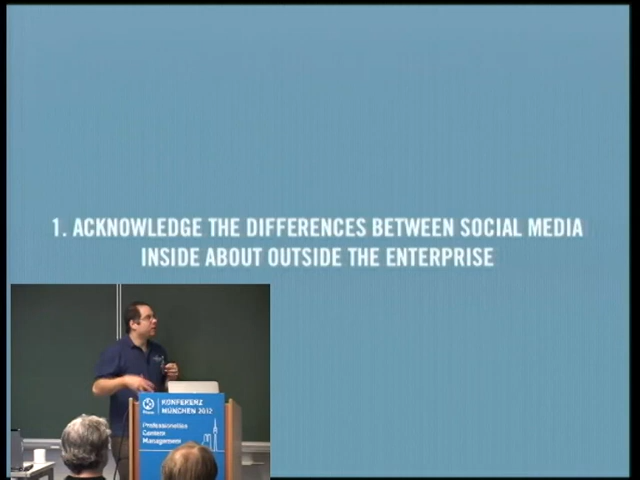 1. ACKNOWLEDGE THE DIFFERENCES BETWEEN SOCIAL MEDIA
INSIDE ABOUT OUTSIDE THE ENTERPRISE
KONFERENZ
MÜNCHEN 2012
Professionelles
Content
Management